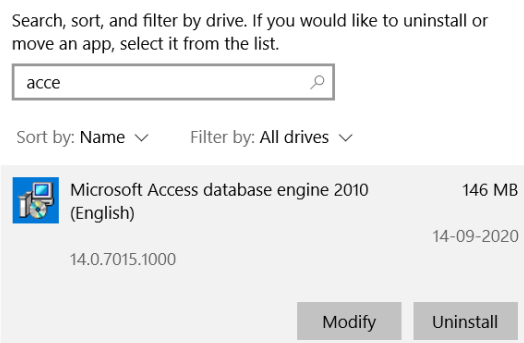 Search, sort, and filter by drive. If you would like to uninstall or
move an app, select it from the list.
acce
Sort by: Name Filter by: All drives
Microsoft Access database engine 2010 146 MB
(English)
14-09-2020
14.0.7015.1000
Modify Uninstall